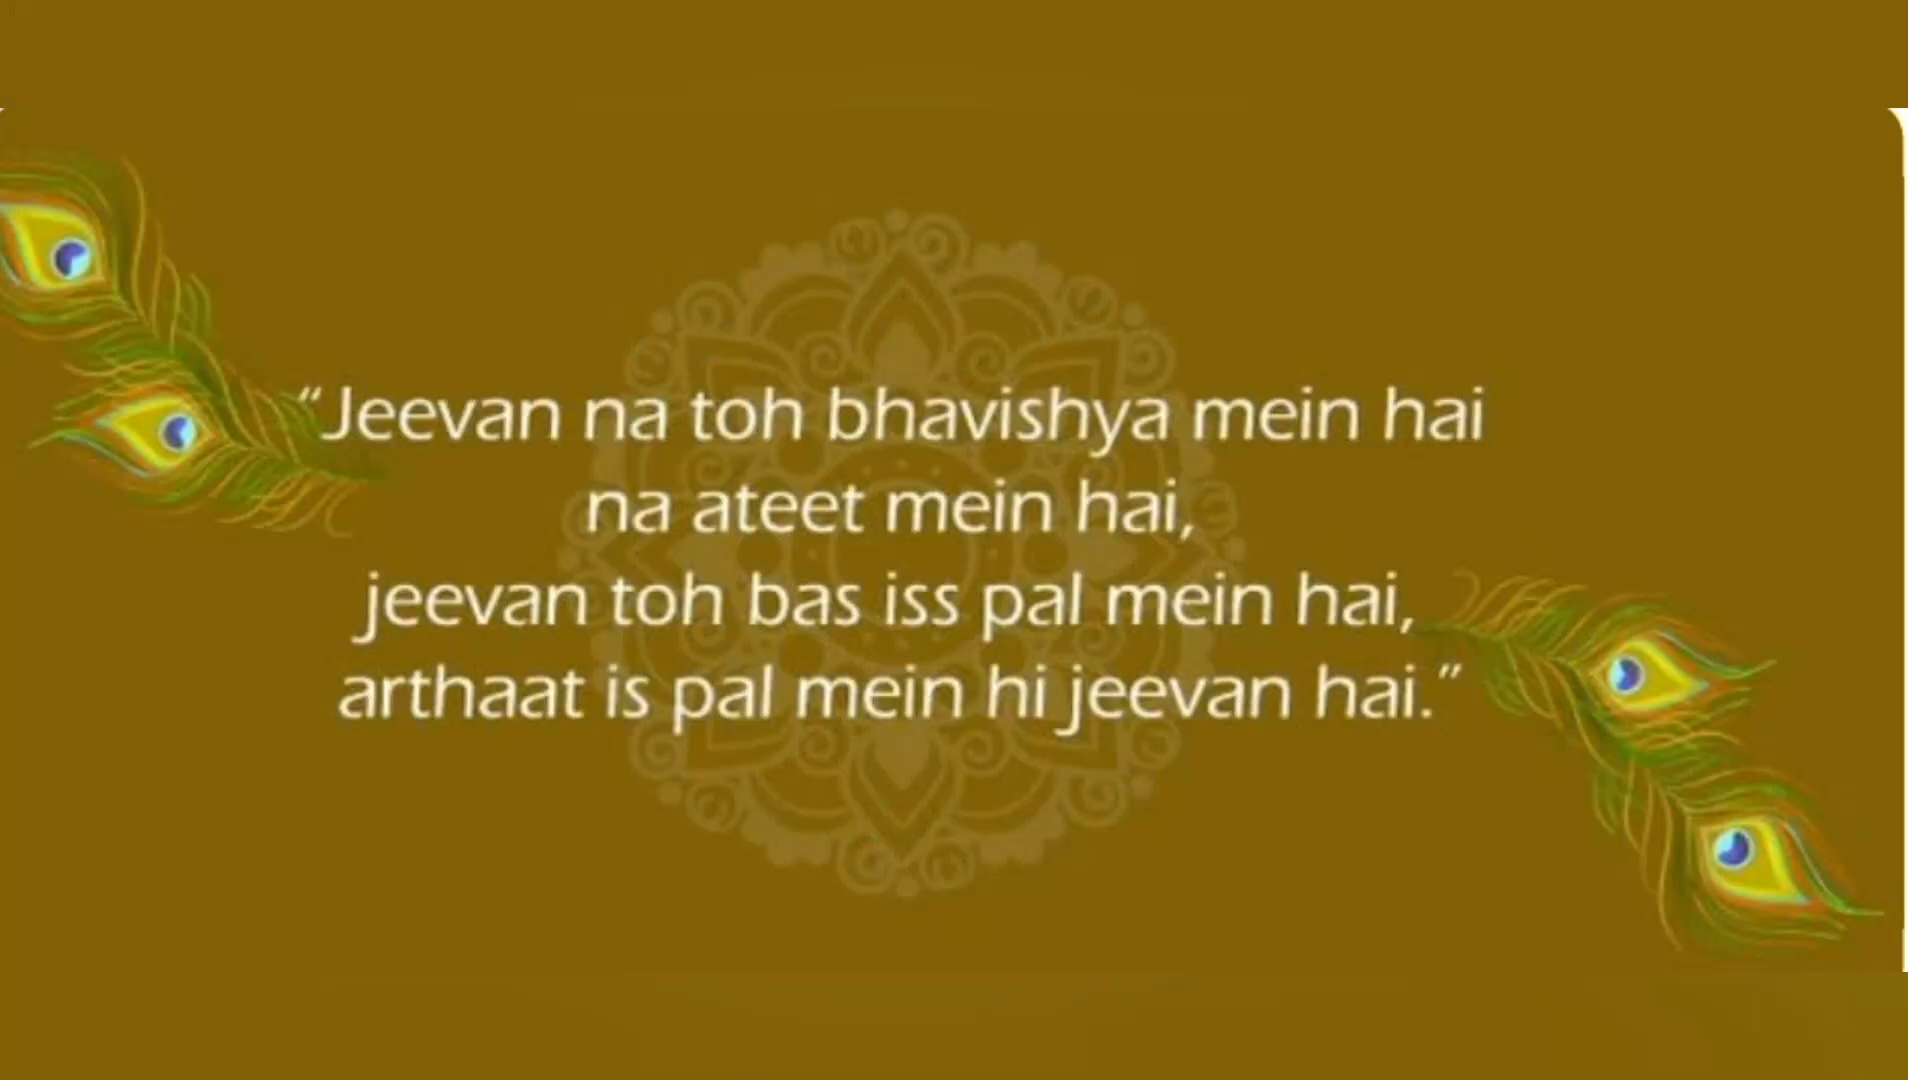 “Jeevan na toh bhavishya mein hai
na ateet mein hai,
jeevan toh bas iss pal mein hai,
arthaat is pal mein hi jeevan hai.”